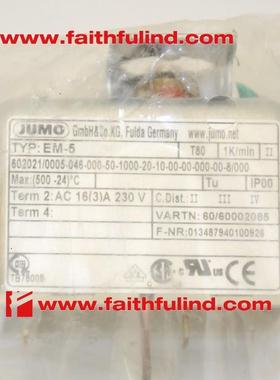 www.faithfulind.com
JUMO GmbH&Co.KG, Fulda Germany www.jumo.net
TYP: EM-5 T80 1K/min II
602021/0005-046-000-50-1000-20-10-00-00-000-00-6/000
Max:(500 -24)°C Tu IP00
Term 2: AC 16(3)A 230 V C.Dist.: II III IV
Term 4: VARTN: 60/60002085
F-NR: 013487940100926
TB78008
US
www.faithfulind.com